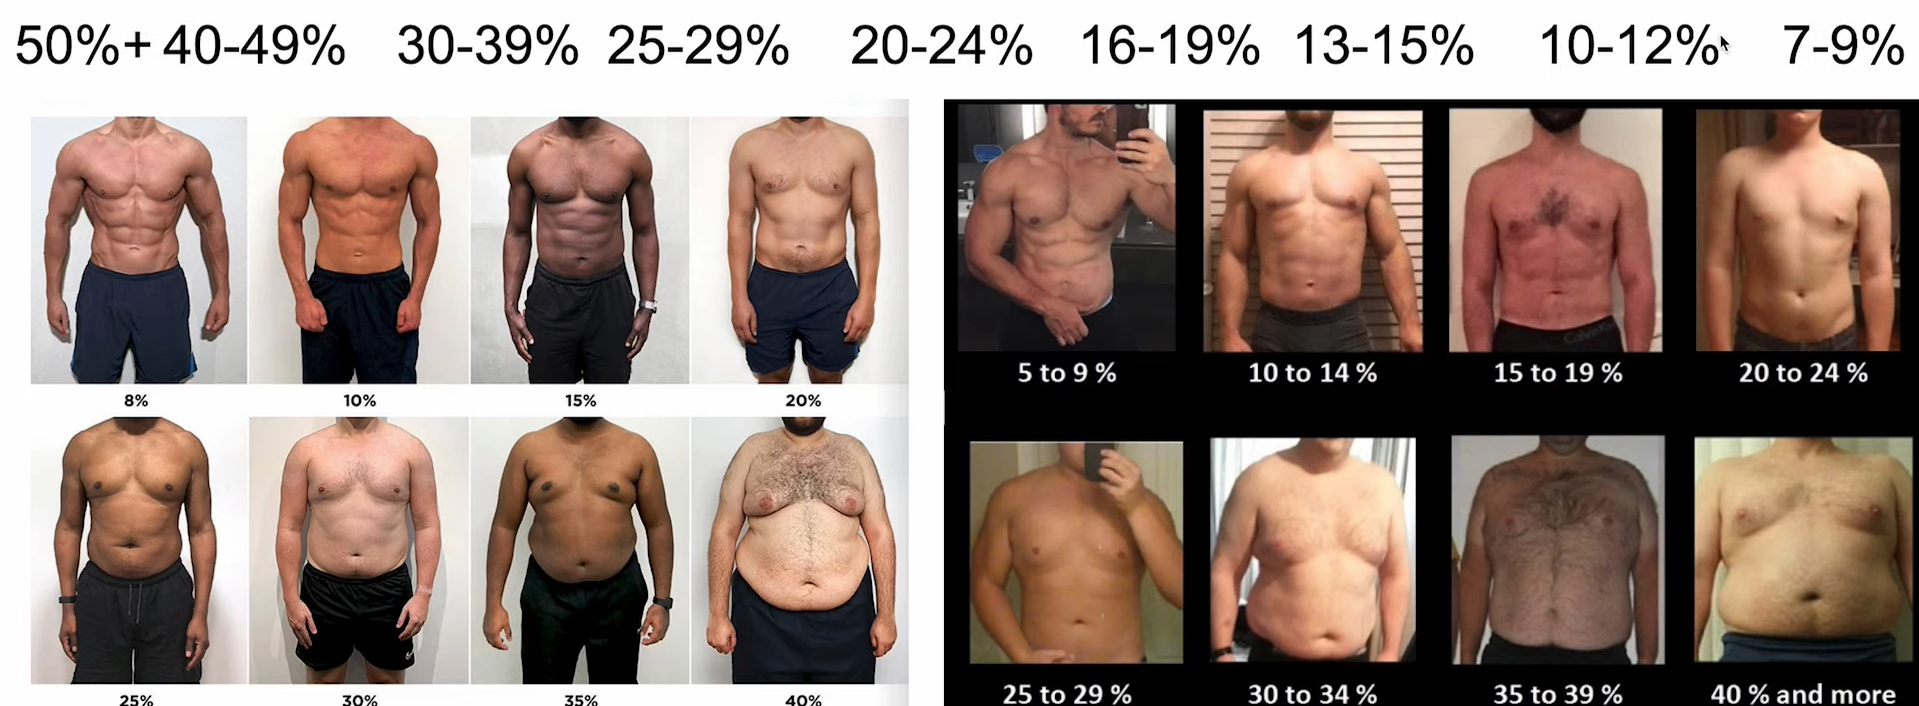 50%+ 40-49% 30-39% 25-29% 20-24% 16-19% 13-15% 10-12% 7-9%
8% 10% 15% 20%
25% 30% 35% 40%
Calvin Klein
5 to 9 % 10 to 14 % 15 to 19 % 20 to 24 %
25 to 29 % 30 to 34 % 35 to 39 % 40 % and more